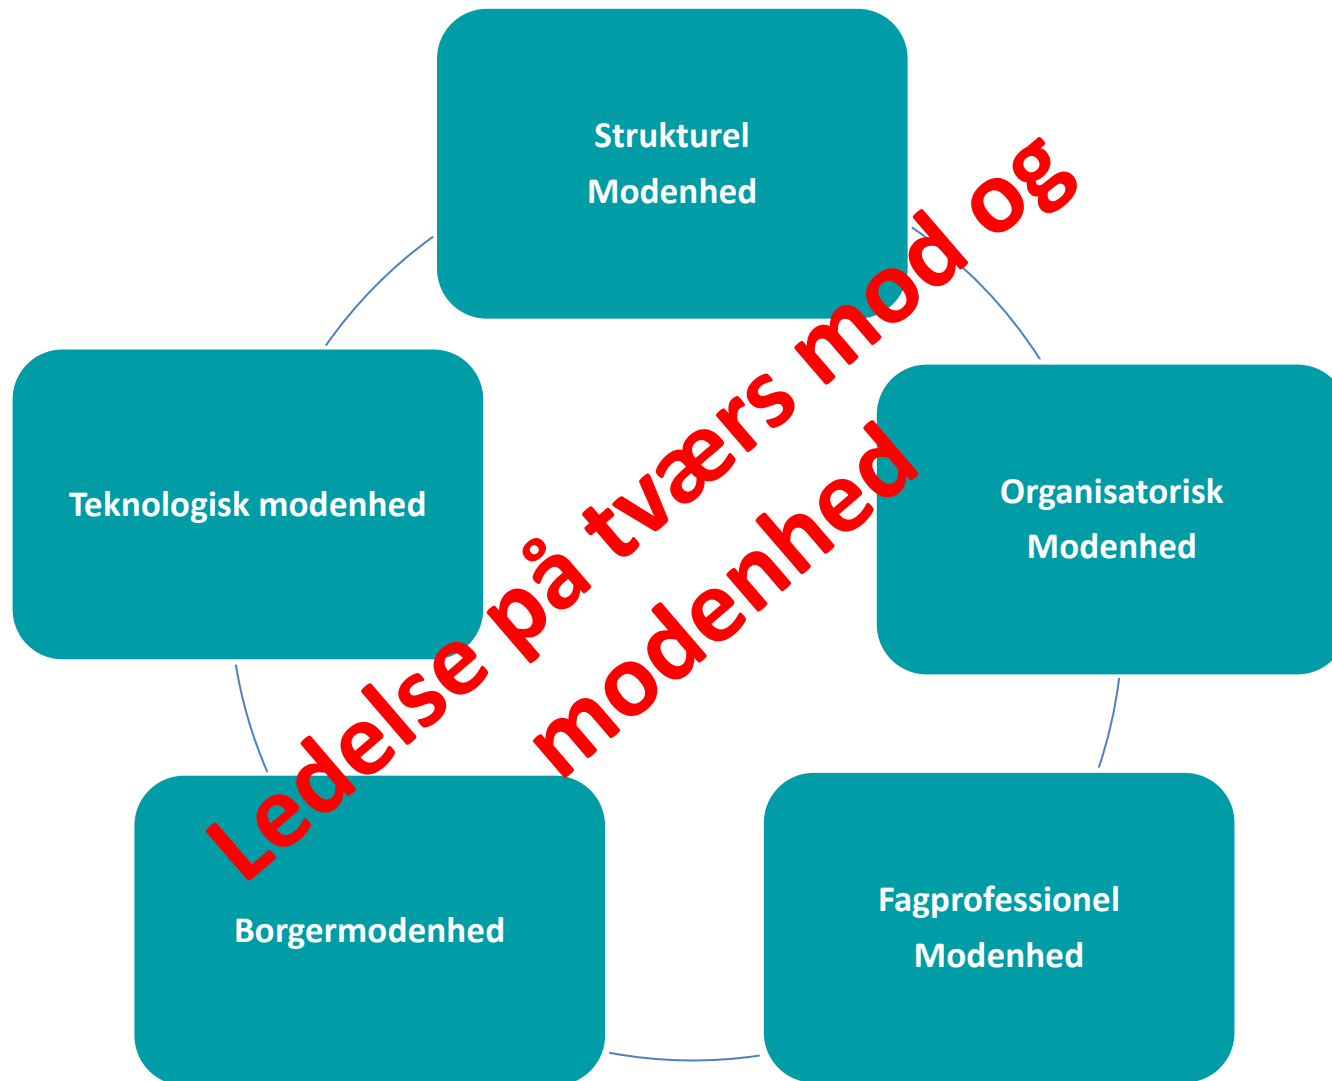 Strukturel
Modenhed
Ledelse på tværs mod og
modenhed
Teknologisk modenhed
Organisatorisk
Modenhed
Borgermodenhed
Fagprofessionel
Modenhed